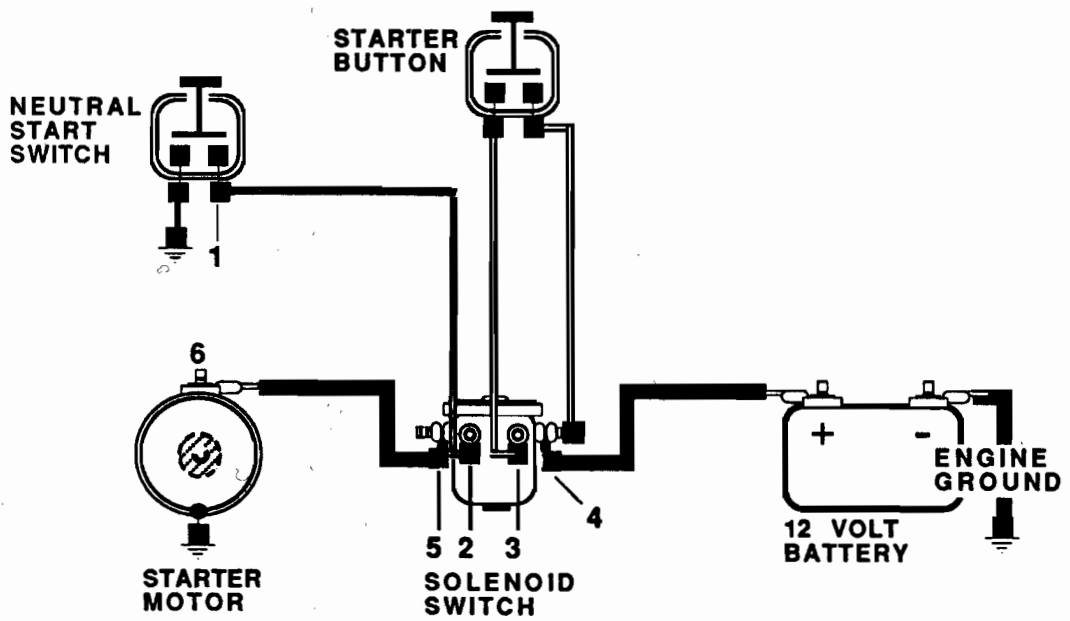 STARTER
BUTTON
NEUTRAL
START
SWITCH
1
6
+ -
ENGINE
GROUND
4
12 VOLT
BATTERY
5 2 3
SOLENOID
SWITCH
STARTER
MOTOR